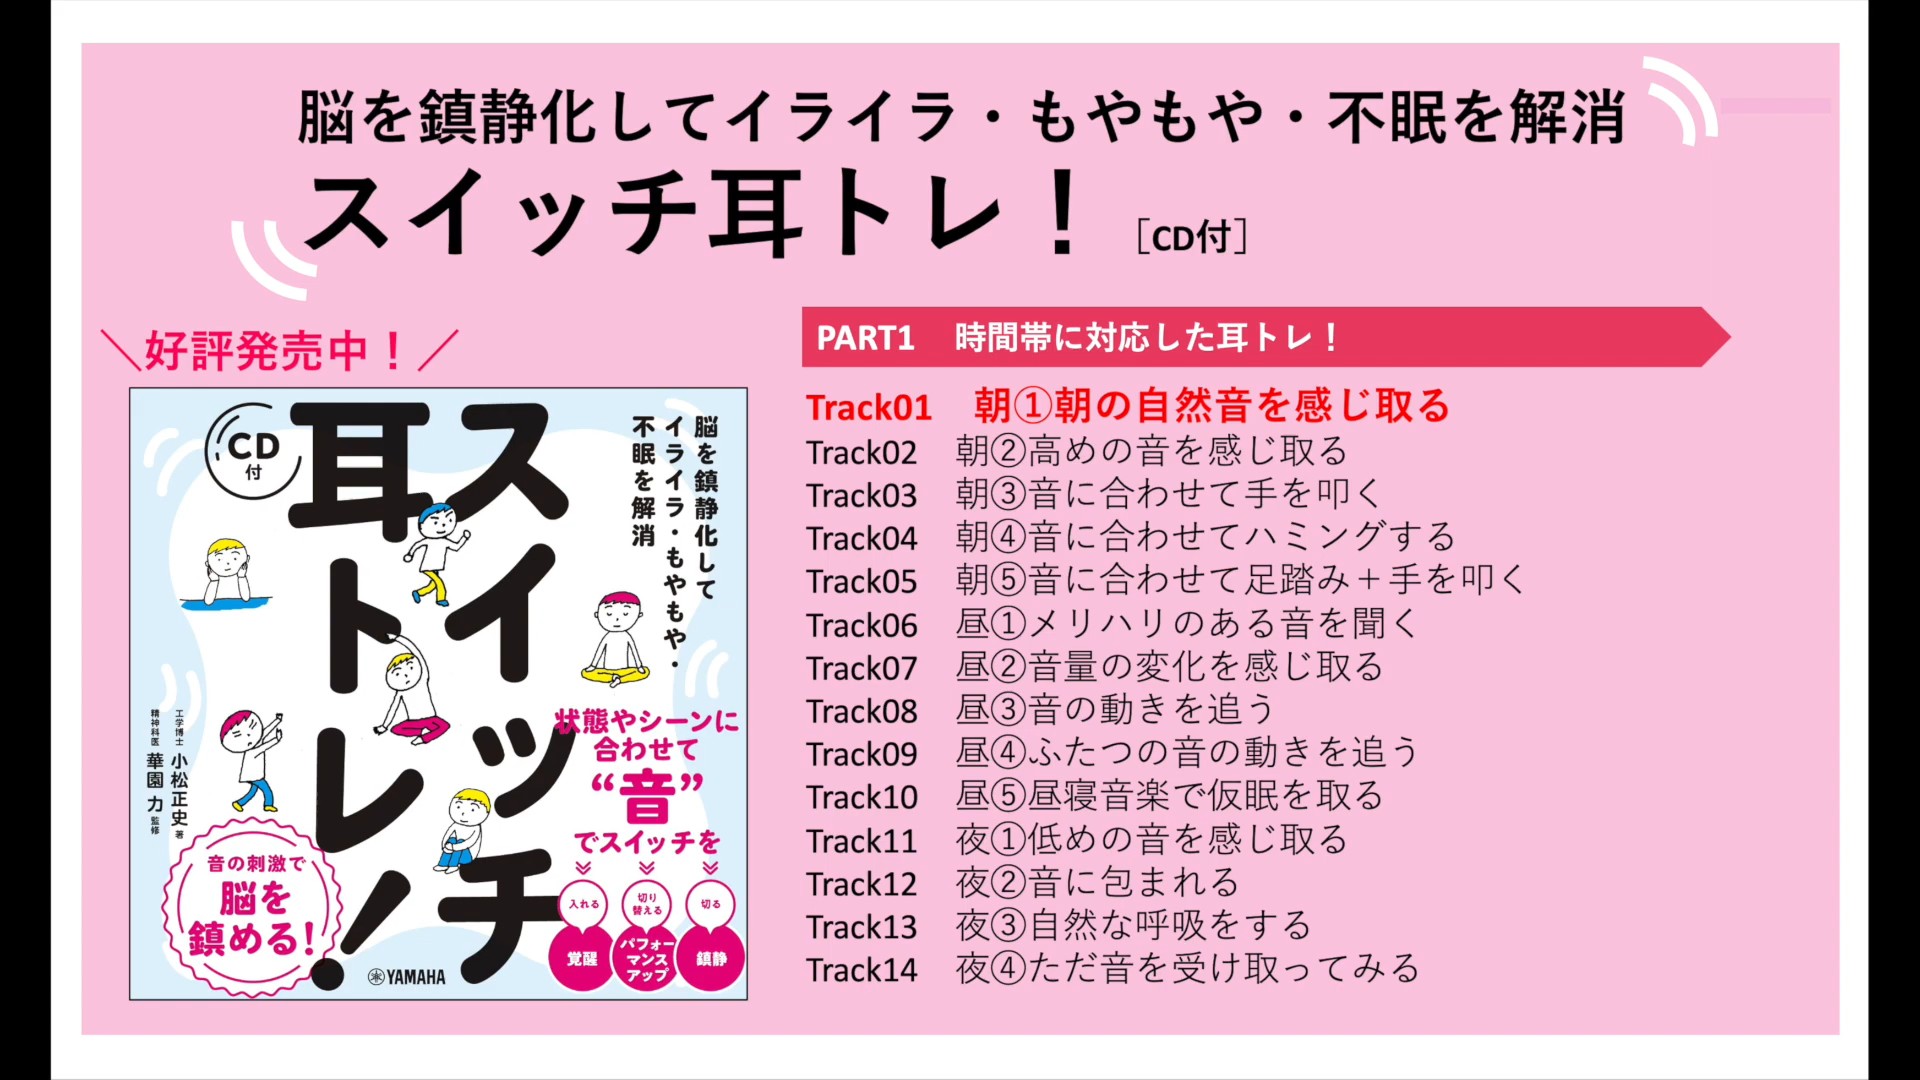 脳を鎮静化してイライラ・もやもや・不眠を解消
スイッチ耳トレ！ ［CD付］
＼好評発売中！／
CD
付
スイッチ
耳トレ！
脳を鎮静化して
イライラ・もやもや・
不眠を解消
工学博士 小松正史 著
精神科医 華園 力 監修
状態やシーンに
合わせて
“音”
でスイッチを
入れる
切り
替える
切る
覚醒
パフォー
マンス
アップ
鎮静
音の刺激で
脳を
鎮める！
YAMAHA
PART1 時間帯に対応した耳トレ！
Track01 朝①朝の自然音を感じ取る
Track02 朝②高めの音を感じ取る
Track03 朝③音に合わせて手を叩く
Track04 朝④音に合わせてハミングする
Track05 朝⑤音に合わせて足踏み＋手を叩く
Track06 昼①メリハリのある音を聞く
Track07 昼②音量の変化を感じ取る
Track08 昼③音の動きを追う
Track09 昼④ふたつの音の動きを追う
Track10 昼⑤昼寝音楽で仮眠を取る
Track11 夜①低めの音を感じ取る
Track12 夜②音に包まれる
Track13 夜③自然な呼吸をする
Track14 夜④ただ音を受け取ってみる